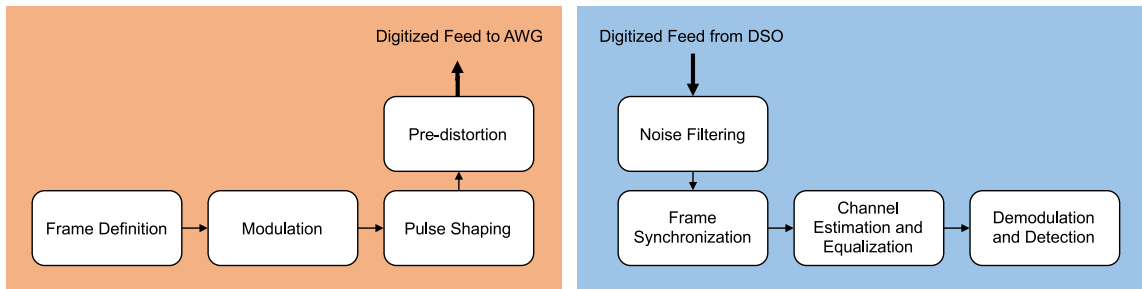 Digitized Feed to AWG
Pre-distortion
Frame Definition
Modulation
Pulse Shaping
Digitized Feed from DSO
Noise Filtering
Frame
Synchronization
Channel
Estimation and
Equalization
Demodulation
and Detection